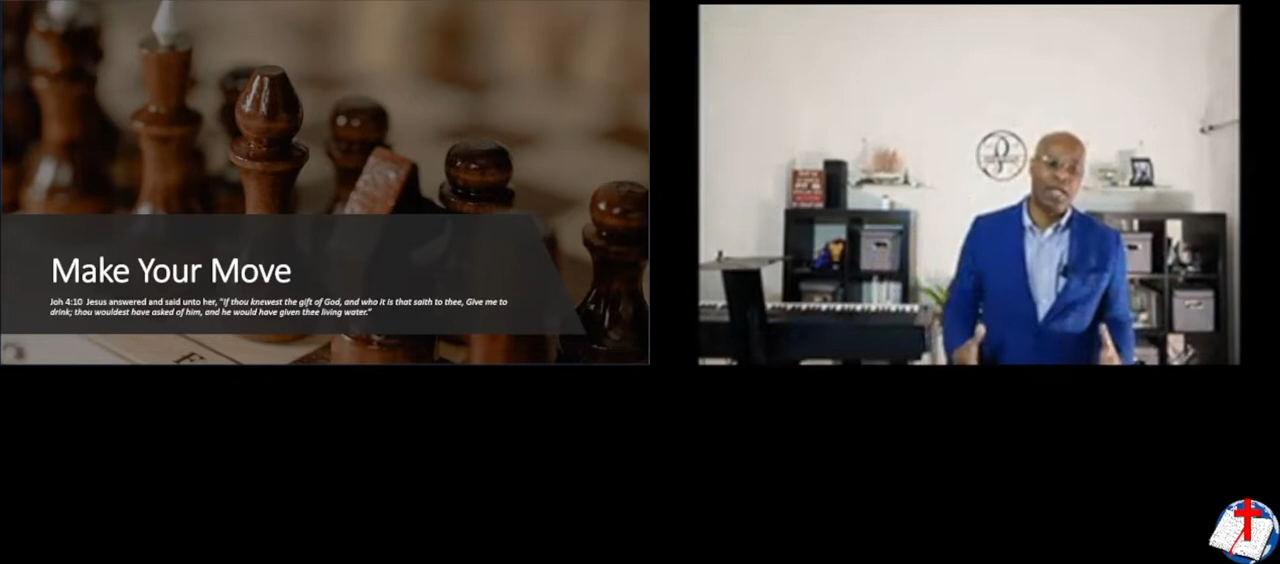 Make Your Move
Joh 4:10 Jesus answered and said unto her, "If thou knewest the gift of God, and who it is that saith to thee, Give me to
drink; thou wouldest have asked of him, and he would have given thee living water."
E